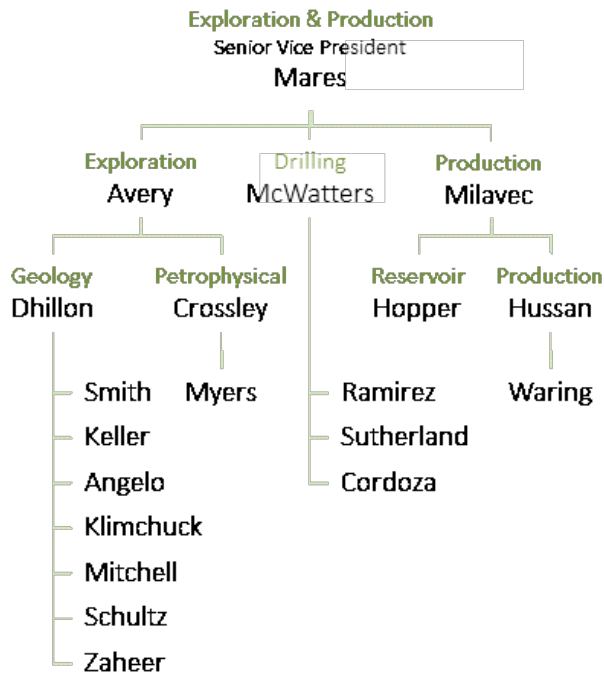 Exploration & Production
Senior Vice President
Mares
Exploration
Avery
Drilling
McWatters
Production
Milavec
Geology
Dhillon
Petrophysical
Crossley
Reservoir
Hopper
Production
Hussan
Smith
Keller
Angelo
Klimchuck
Mitchell
Schultz
Zaheer
Myers
Ramirez
Sutherland
Cordoza
Waring